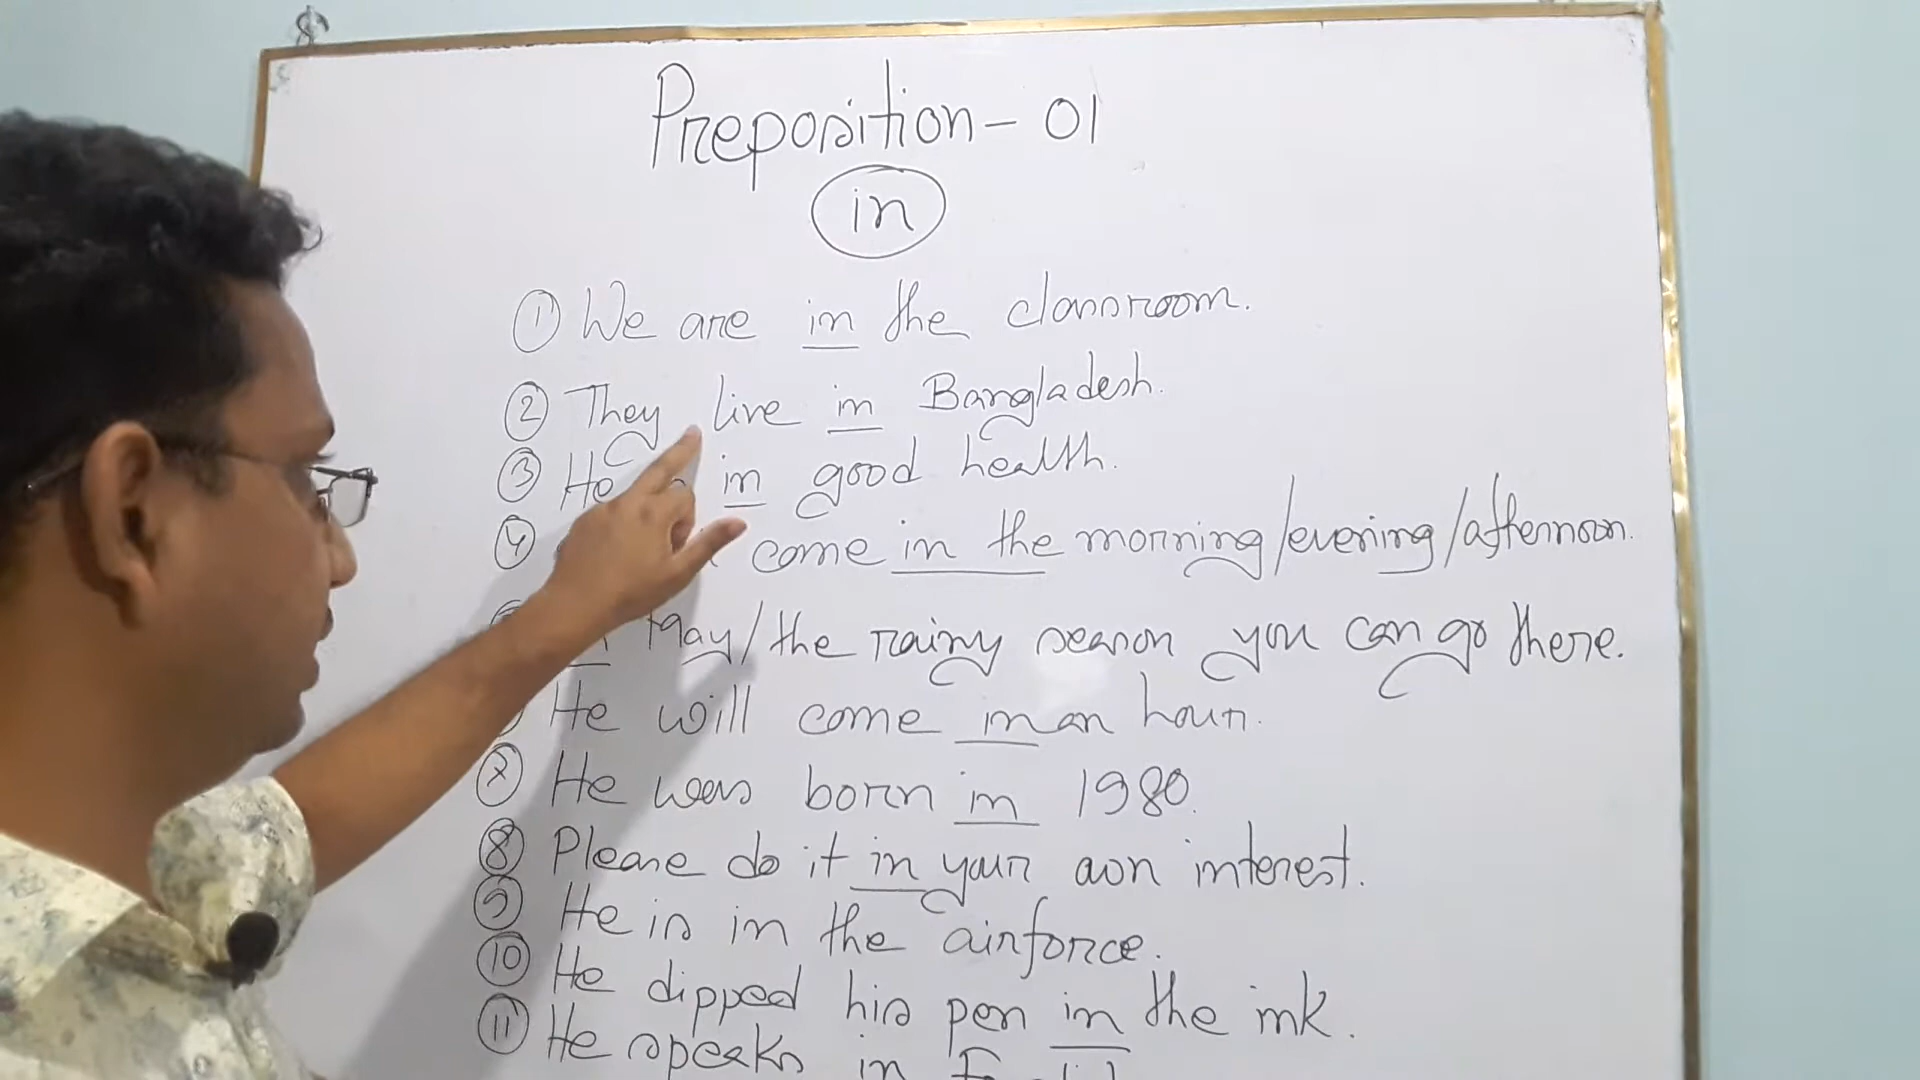 Preposition - 01
in
① We are in the classroom.
② They live in Bangladesh.
③ He in good health.
④ come in the morning/evening/afternoon.
May/the rainy season you can go there.
He will come in an hour.
⑦ He was born in 1980.
⑧ Please do it in your own interest.
⑨ He is in the airforce.
⑩ He dipped his pen in the ink.
⑪ He speaks in